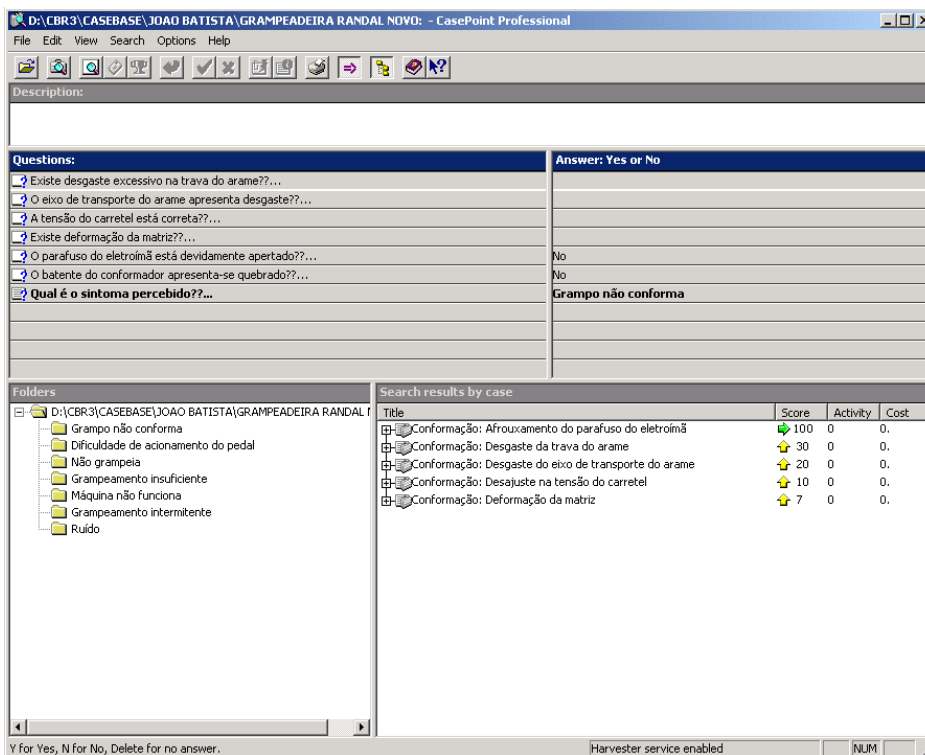 D:\CBR3\CASEBASE\JOAO BATISTA\GRAMPEADEIRA RANDAL NOVO: - CasePoint Professional
File Edit View Search Options Help
Description:
Questions: Answer: Yes or No
Existe desgaste excessivo na trava do arame??...
O eixo de transporte do arame apresenta desgaste??...
A tensão do carretel está correta??...
Existe deformação da matriz??...
O parafuso do eletroímã está devidamente apertado??... No
O batente do conformador apresenta-se quebrado??... No
Qual é o sintoma percebido??... Grampo não conforma
Folders
D:\CBR3\CASEBASE\JOAO BATISTA\GRAMPEADEIRA RANDAL
Grampo não conforma
Dificuldade de acionamento do pedal
Não grampeia
Grampeamento insuficiente
Máquina não funciona
Grampeamento intermitente
Ruído
Search results by case
Title Score Activity Cost
Conformação: Afrouxamento do parafuso do eletroímã 100 0 0.
Conformação: Desgaste da trava do arame 30 0 0.
Conformação: Desgaste do eixo de transporte do arame 20 0 0.
Conformação: Desajuste na tensão do carretel 10 0 0.
Conformação: Deformação da matriz 7 0 0.
Y for Yes, N for No, Delete for no answer. Harvester service enabled NUM